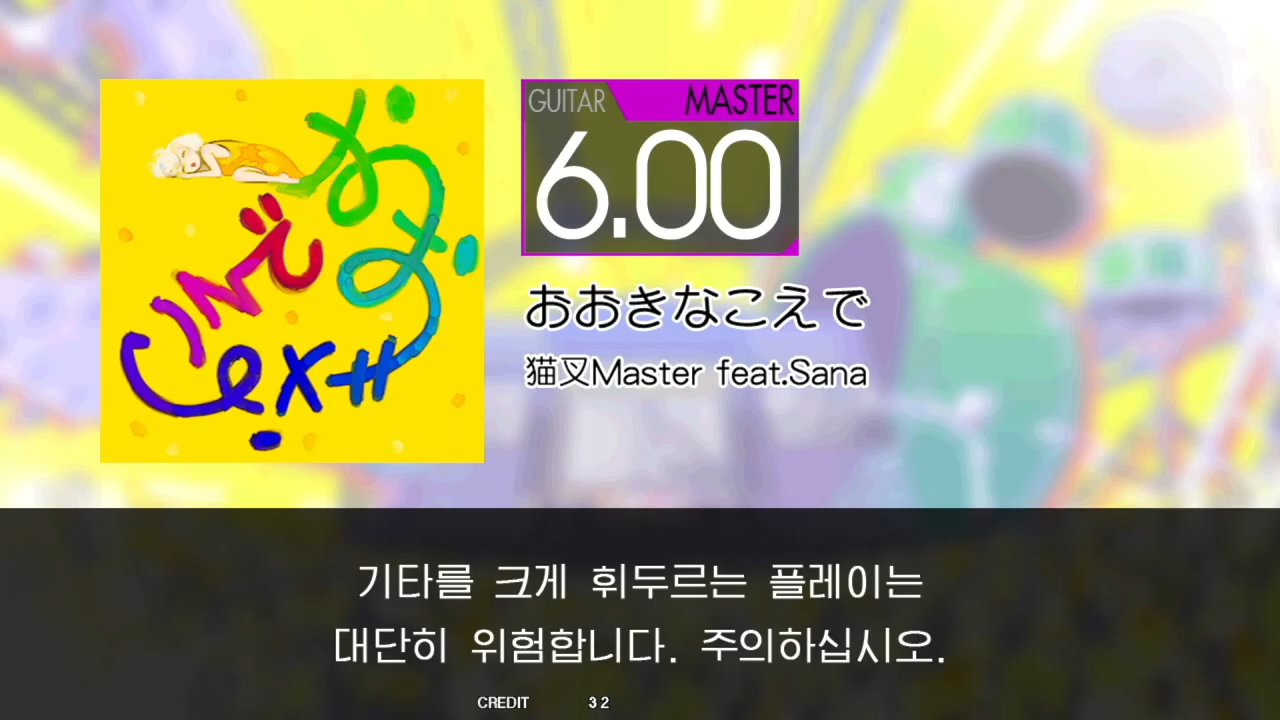 おおきなこえで
GUITAR MASTER
6.00
おおきなこえで
猫叉Master feat.Sana
기타를 크게 휘두르는 플레이는
대단히 위험합니다. 주의하십시오.
CREDIT 32